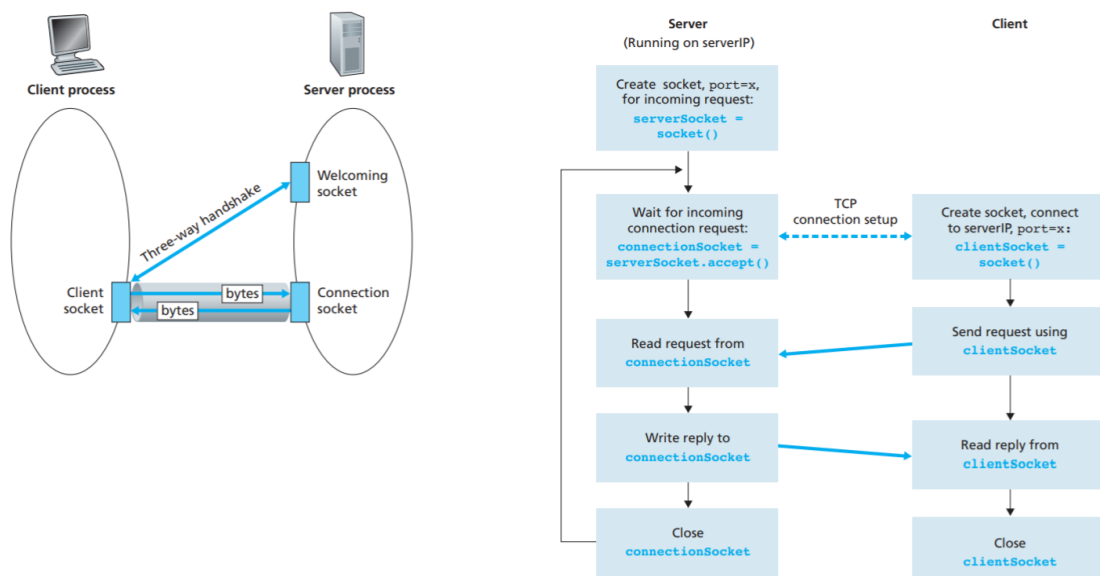 Client process
Server process
Welcoming
socket
Three-way handshake
Client
socket
bytes
bytes
Connection
socket
Server
(Running on serverIP)
Client
Create socket, port=x,
for incoming request:
serverSocket =
socket()
Wait for incoming
connection request:
connectionSocket =
serverSocket.accept()
TCP
connection setup
Create socket, connect
to serverIP, port=x:
clientSocket =
socket()
Read request from
connectionSocket
Send request using
clientSocket
Write reply to
connectionSocket
Read reply from
clientSocket
Close
connectionSocket
Close
clientSocket